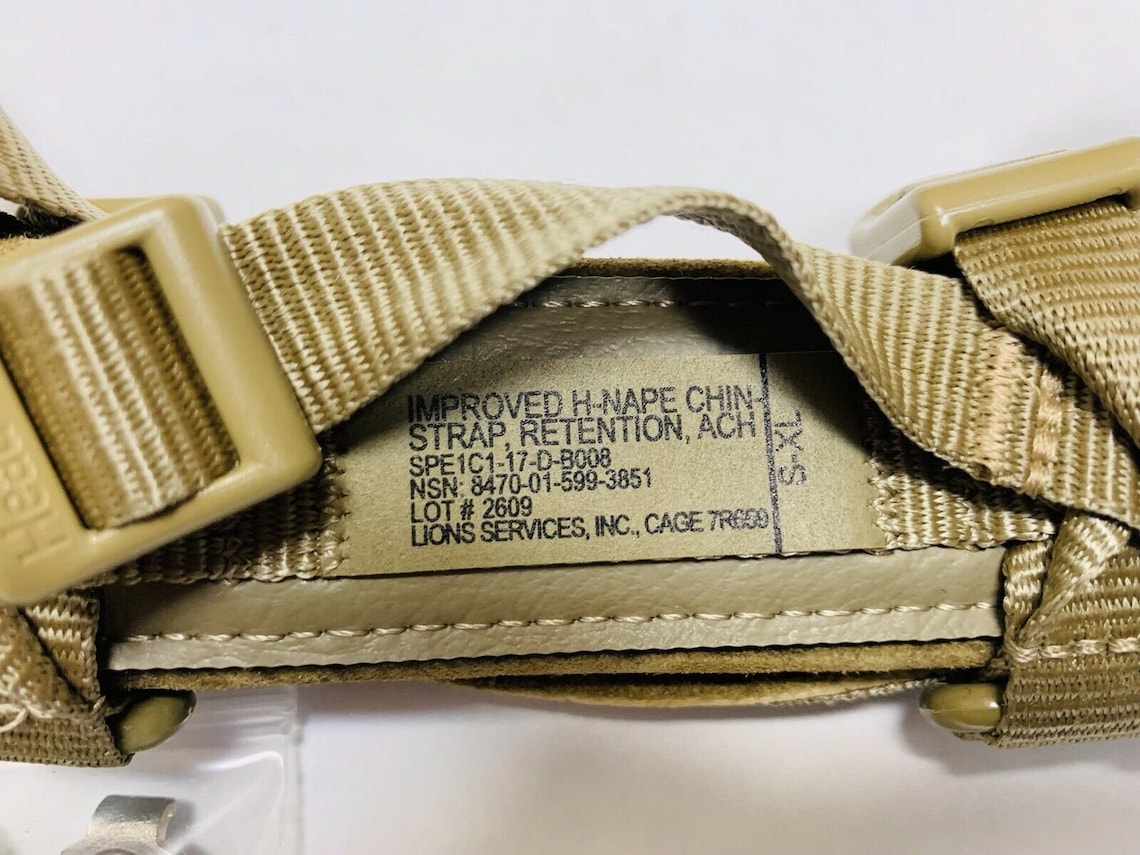 IMPROVED H-NAPE CHIN-
STRAP, RETENTION, ACH
SPE1C1-17-D-B008
NSN: 8470-01-599-3851
LOT # 2609
LIONS SERVICES, INC., CAGE 7R659
S-XL